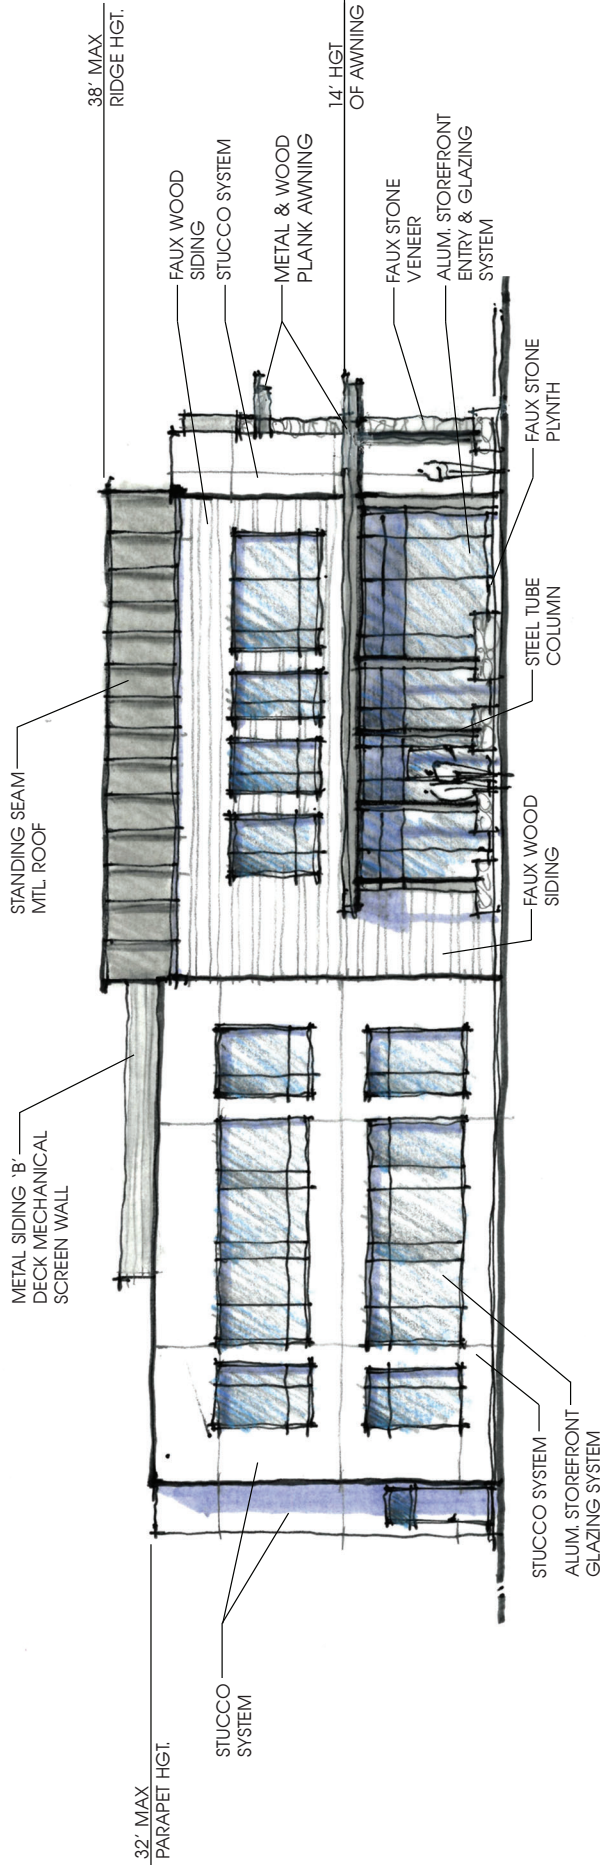 32' MAX
PARAPET HGT.
STUCCO
SYSTEM
METAL SIDING 'B'
DECK MECHANICAL
SCREEN WALL
STANDING SEAM
MTL ROOF
38' MAX
RIDGE HGT.
FAUX WOOD
SIDING
STUCCO SYSTEM
METAL & WOOD
PLANK AWNING
14' HGT
OF AWNING
FAUX STONE
VENEER
ALUM. STOREFRONT
ENTRY & GLAZING
SYSTEM
STUCCO SYSTEM
ALUM. STOREFRONT
GLAZING SYSTEM
FAUX WOOD
SIDING
STEEL TUBE
COLUMN
FAUX STONE
PLYNTH